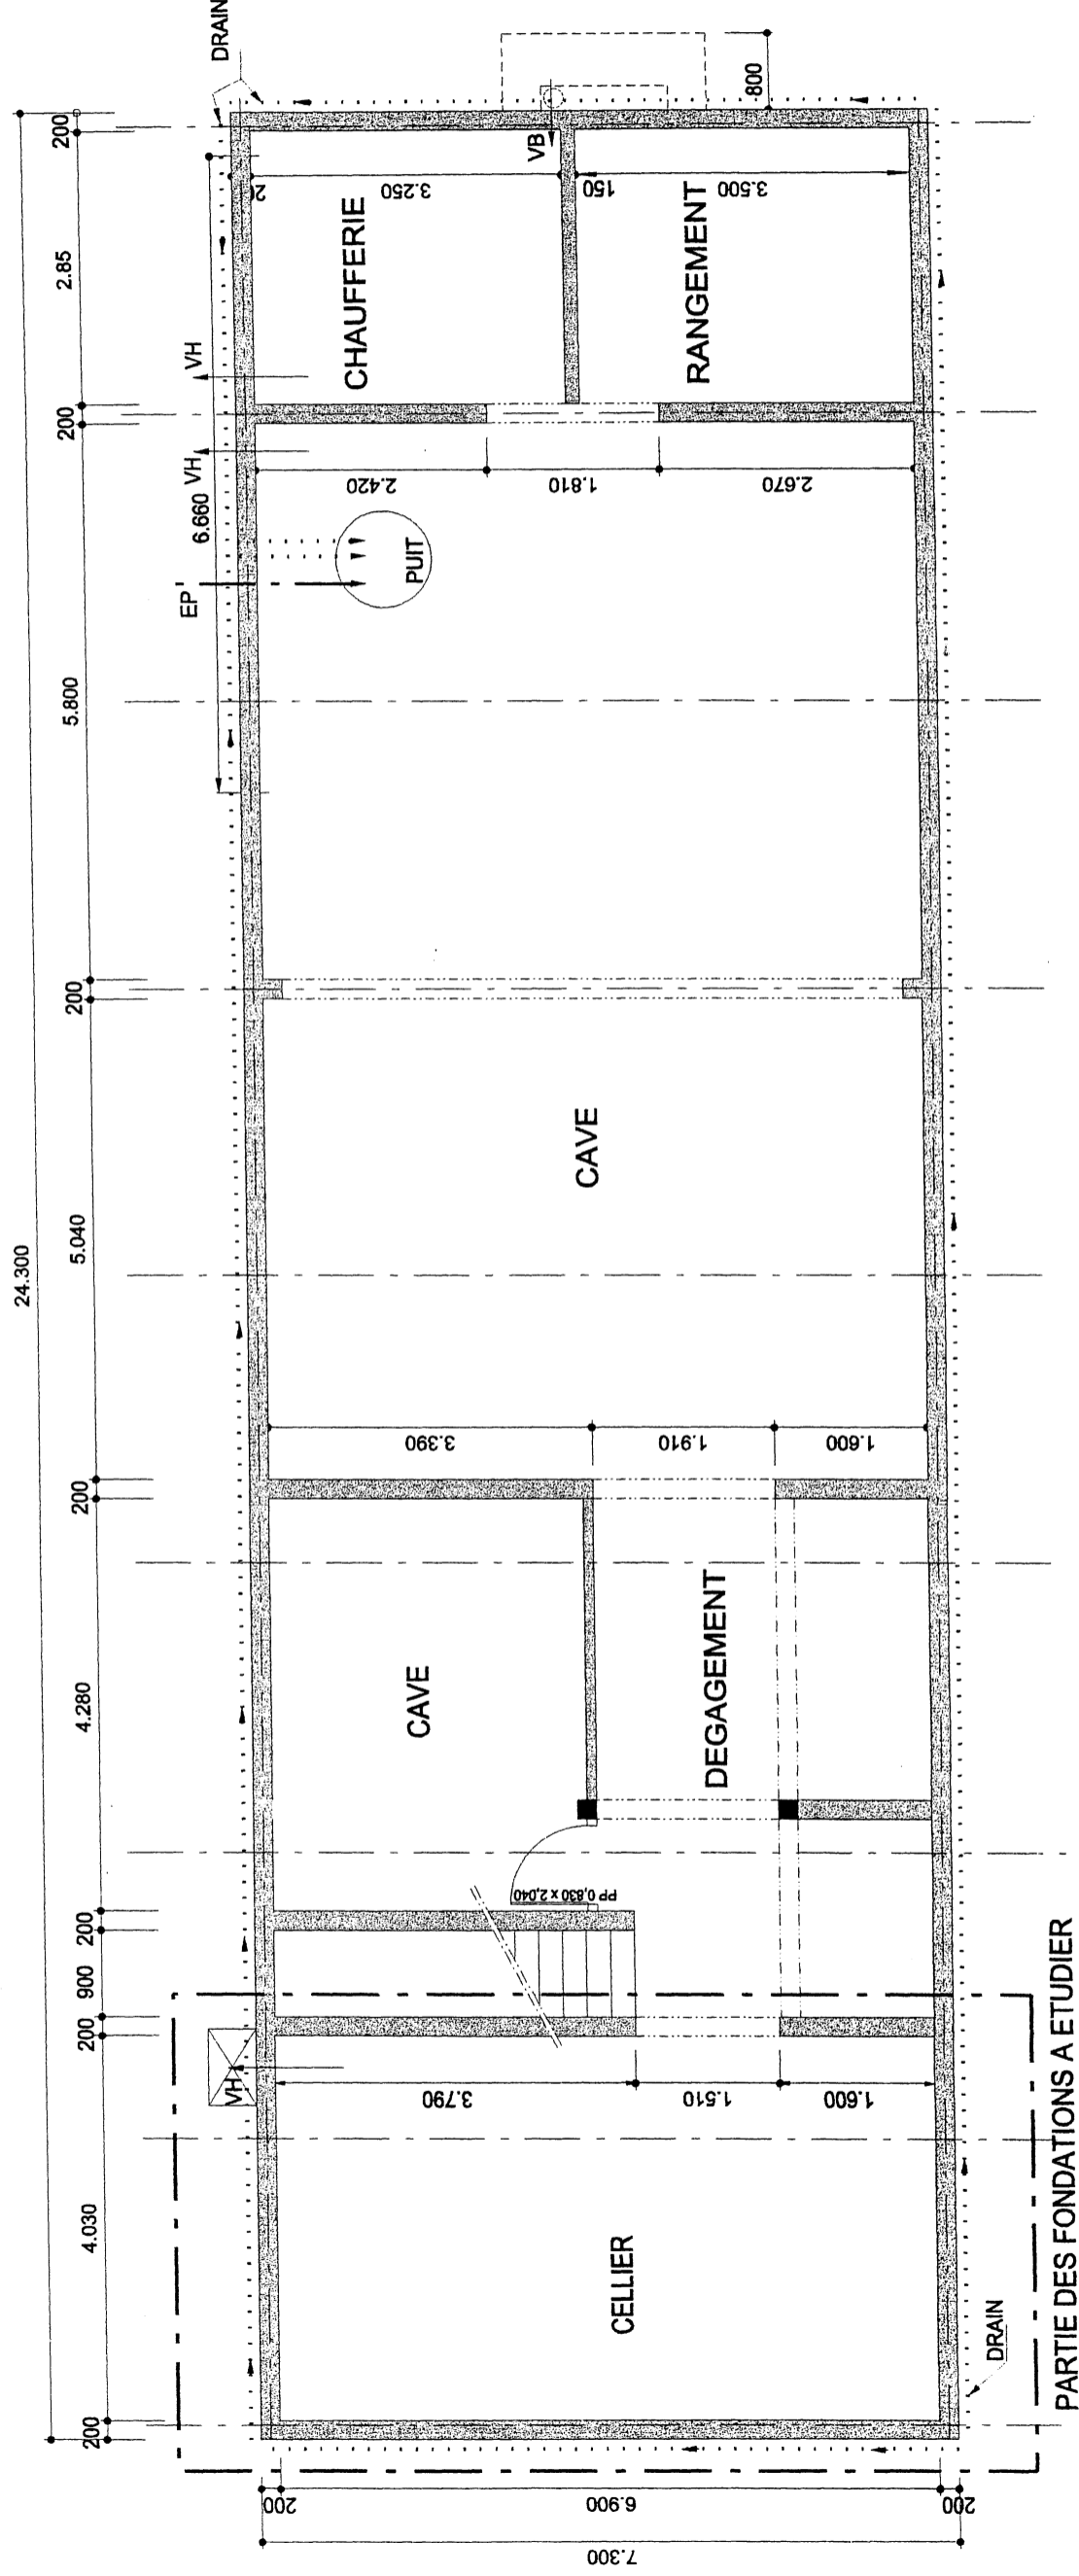 DRAIN
800
200
2.85
200
5.800
200
5.040
24.300
200
4.280
200
900
200
4.030
200
VB
3.250
150
3.500
CHAUFFERIE
RANGEMENT
VH
VH
6.660
2.420
1.810
2.670
EP
PUIT
CAVE
3.390
1.910
1.600
CAVE
DEGAGEMENT
PP 0,830 x 2,040
VH
3.790
1.510
1.600
CELLIER
DRAIN
PARTIE DES FONDATIONS A ETUDIER
200
6.900
200
7.300